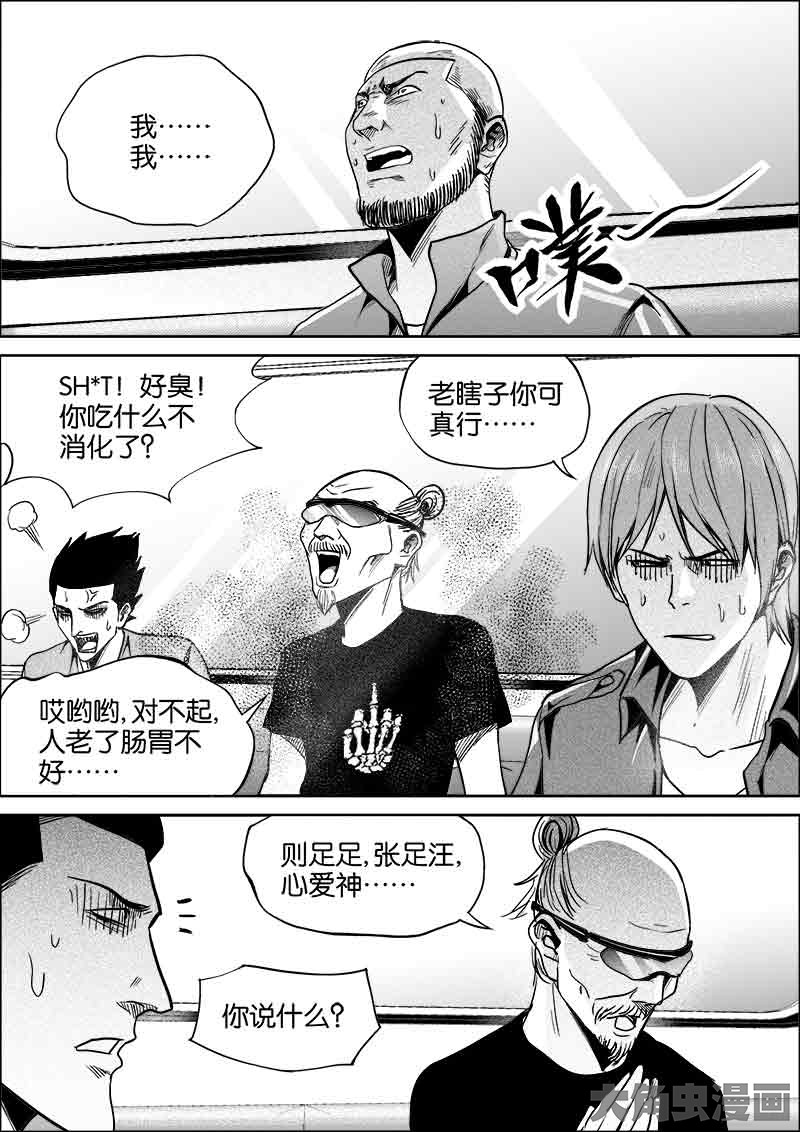 我……
我……
噗
SH*T！好臭！
你吃什么不
消化了？
老瞎子你可
真行……
哎哟哟，对不起，
人老了肠胃不
好……
则足足，张足汪，
心爱神……
你说什么？
大角虫漫画